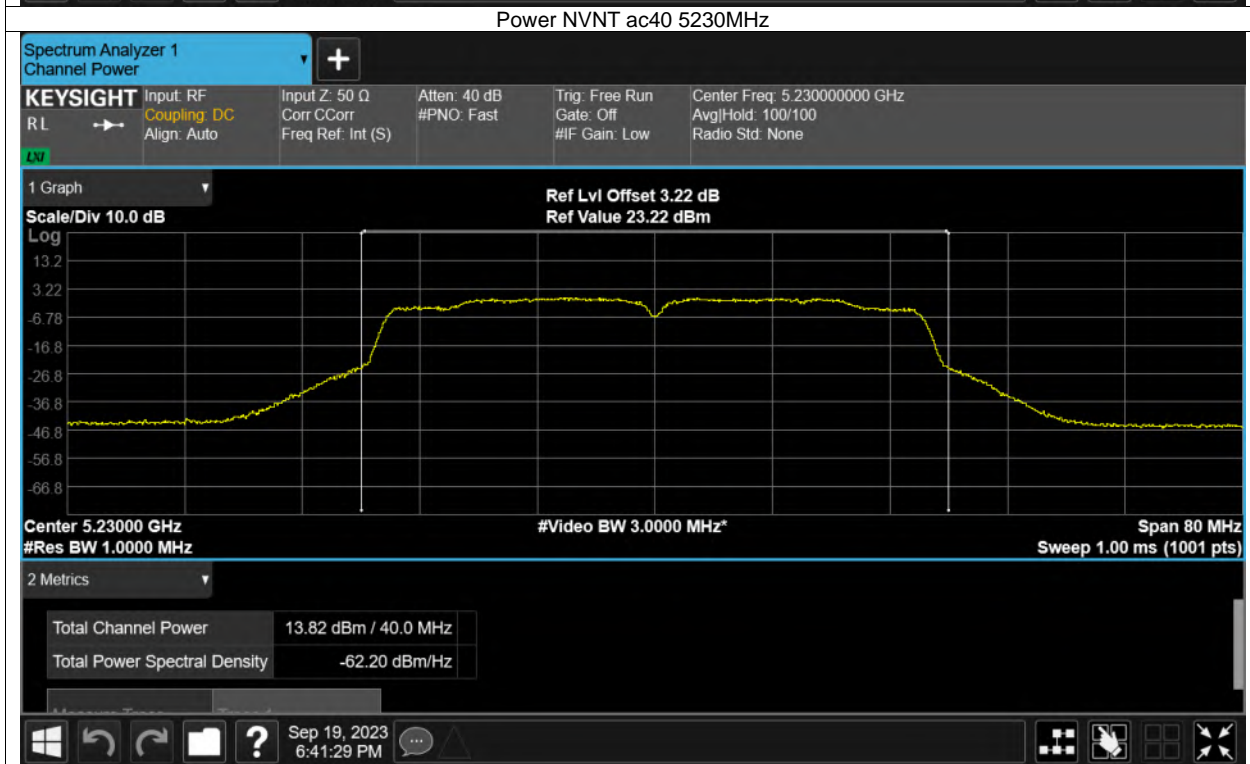 Power NVNT ac40 5230MHz
Spectrum Analyzer 1
Channel Power
KEYSIGHT
RL
LXI
Input: RF
Coupling: DC
Align: Auto
Input Z: 50 Ω
Corr CCorr
Freq Ref: Int (S)
Atten: 40 dB
#PNO: Fast
Trig: Free Run
Gate: Off
#IF Gain: Low
Center Freq: 5.230000000 GHz
Avg|Hold: 100/100
Radio Std: None
1 Graph
Scale/Div 10.0 dB
Ref Lvl Offset 3.22 dB
Ref Value 23.22 dBm
Log
13.2
3.22
-6.78
-16.8
-26.8
-36.8
-46.8
-56.8
-66.8
Center 5.23000 GHz
#Video BW 3.0000 MHz*
Span 80 MHz
#Res BW 1.0000 MHz
Sweep 1.00 ms (1001 pts)
2 Metrics
Total Channel Power 13.82 dBm / 40.0 MHz
Total Power Spectral Density -62.20 dBm/Hz
Sep 19, 2023
6:41:29 PM